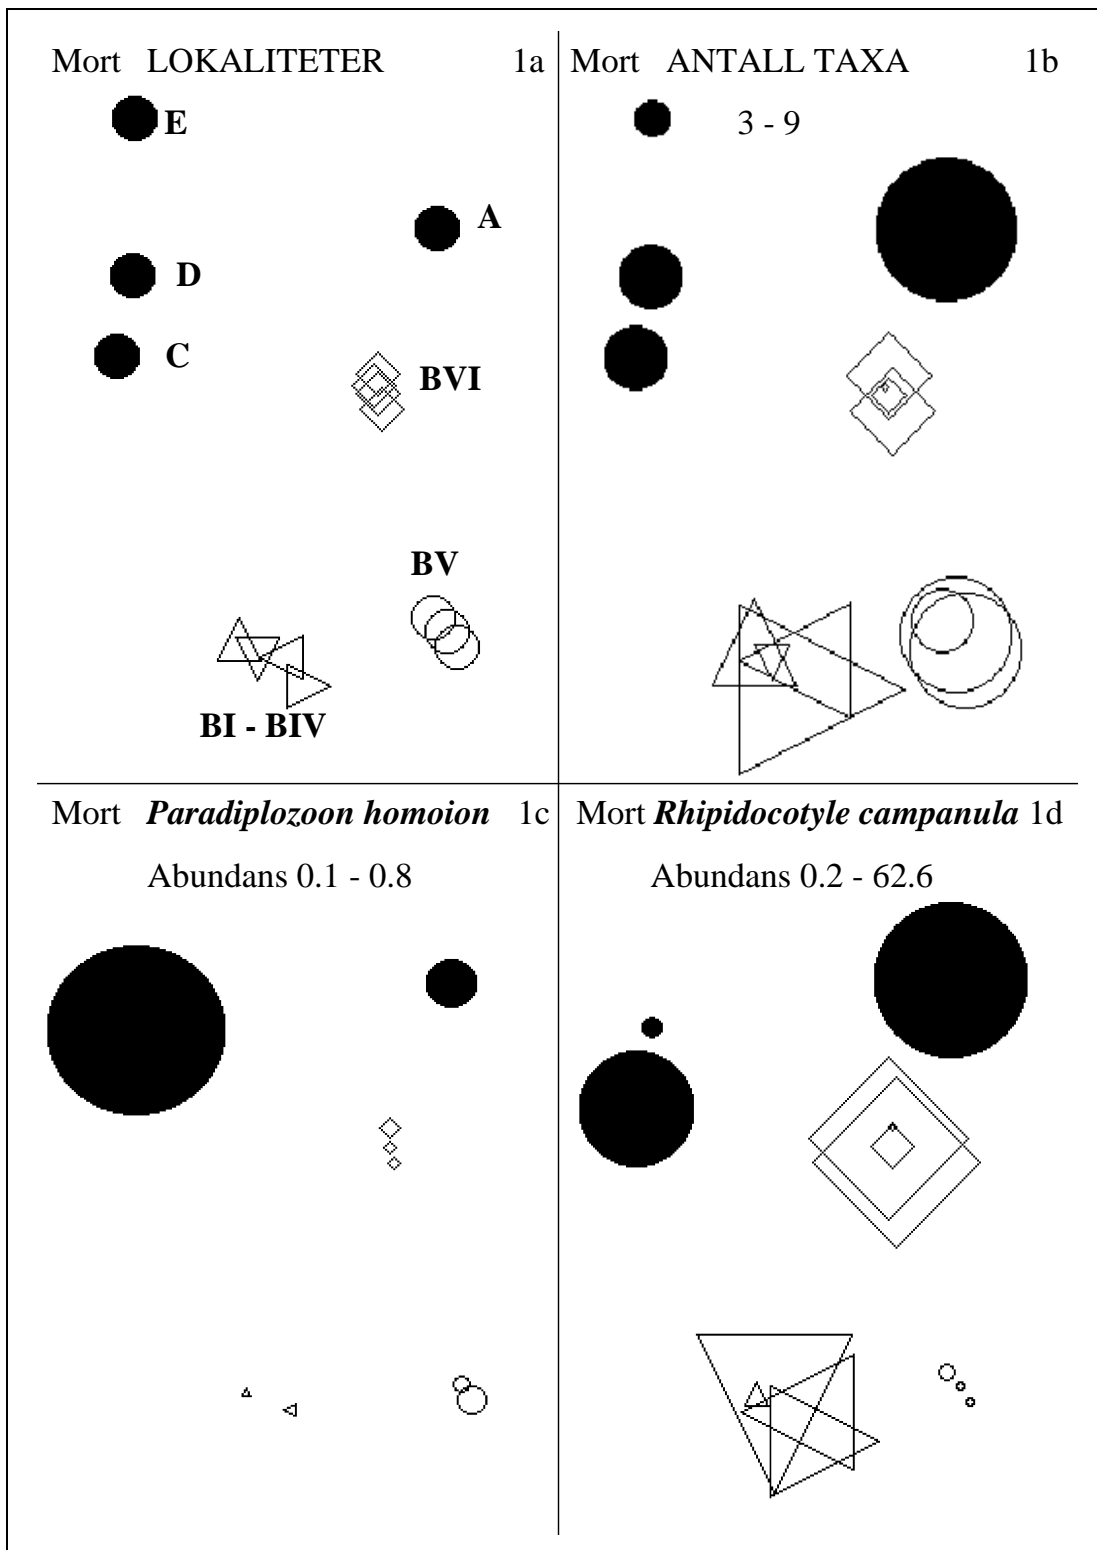 Mort LOKALITETER 1a
E
A
D
C
BVI
BV
BI - BIV
Mort ANTALL TAXA 1b
3 - 9
Mort Paradiplozoon homoion 1c
Abundans 0.1 - 0.8
Mort Rhipidocotyle campanula 1d
Abundans 0.2 - 62.6